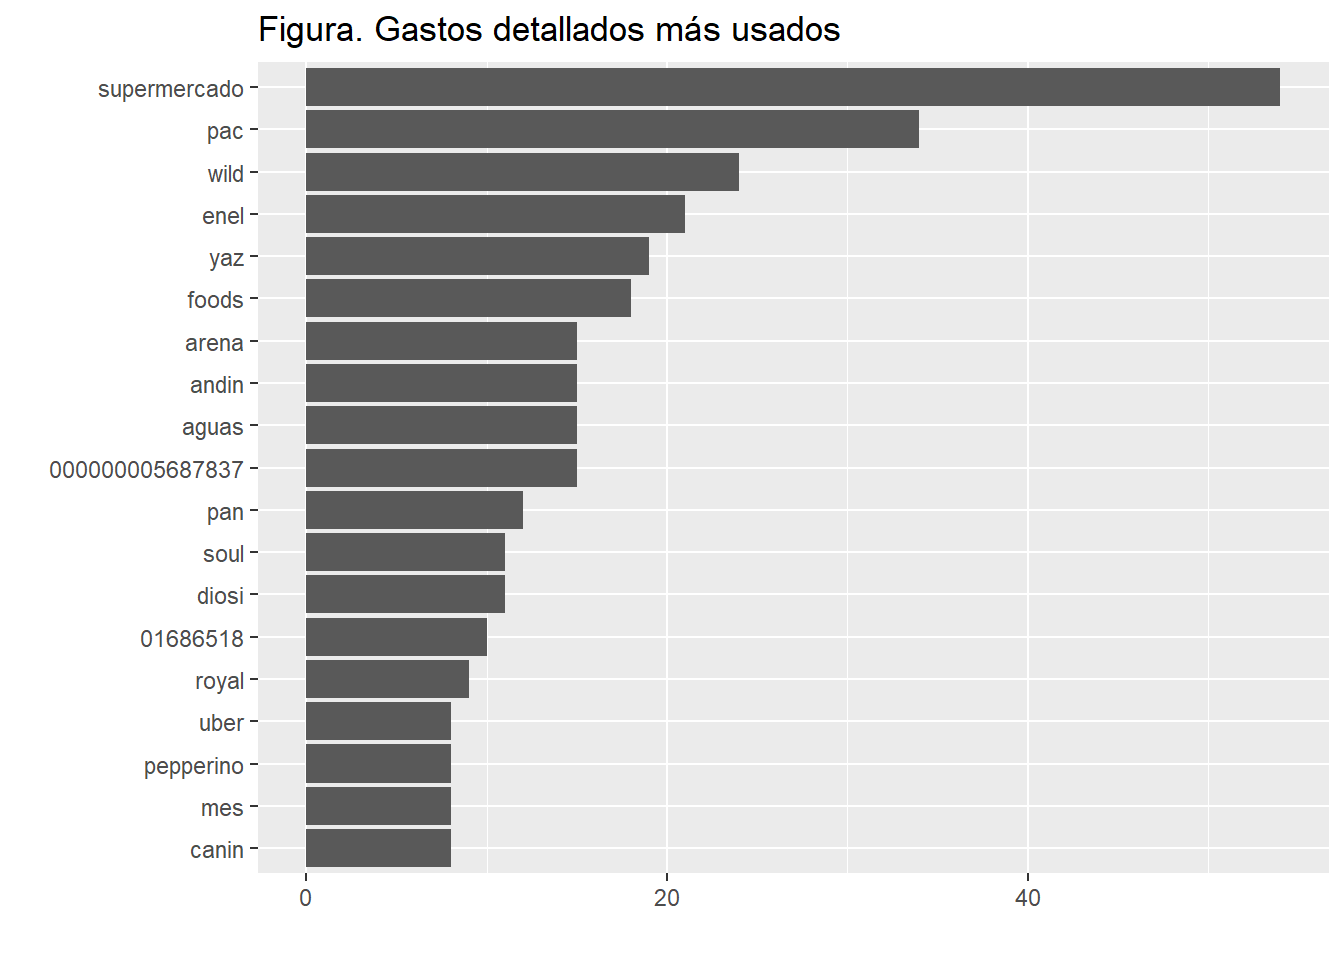 Figura. Gastos detallados más usados
supermercado
pac
wild
enel
yaz
foods
arena
andin
aguas
000000005687837
pan
soul
diosi
01686518
royal
uber
pepperino
mes
canin
0 20 40